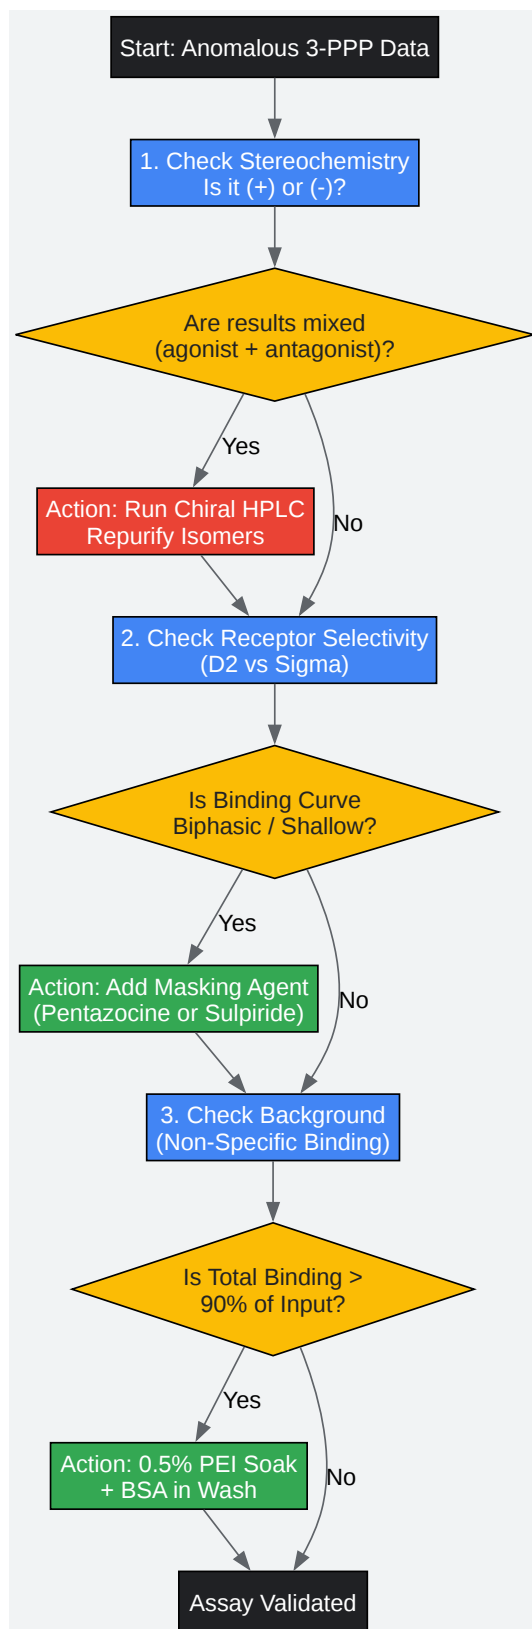 Start: Anomalous 3-PPP Data
1. Check Stereochemistry
Is it (+) or (-)?
Are results mixed
(agonist + antagonist)?
Yes
Action: Run Chiral HPLC
Repurify Isomers
No
2. Check Receptor Selectivity
(D2 vs Sigma)
Is Binding Curve
Biphasic / Shallow?
Yes
Action: Add Masking Agent
(Pentazocine or Sulpiride)
No
3. Check Background
(Non-Specific Binding)
Is Total Binding >
90% of Input?
Yes
Action: 0.5% PEI Soak
+ BSA in Wash
No
Assay Validated